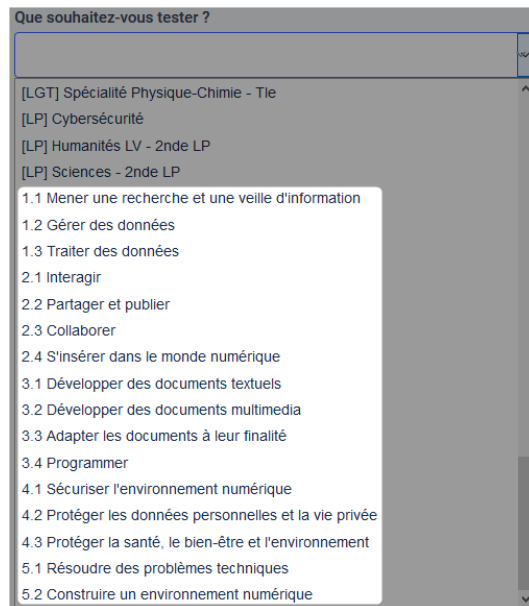 Que souhaitez-vous tester ?
[LGT] Spécialité Physique-Chimie - Tle
[LP] Cybersécurité
[LP] Humanités LV - 2nde LP
[LP] Sciences - 2nde LP
1.1 Mener une recherche et une veille d'information
1.2 Gérer des données
1.3 Traiter des données
2.1 Interagir
2.2 Partager et publier
2.3 Collaborer
2.4 S'insérer dans le monde numérique
3.1 Développer des documents textuels
3.2 Développer des documents multimedia
3.3 Adapter les documents à leur finalité
3.4 Programmer
4.1 Sécuriser l'environnement numérique
4.2 Protéger les données personnelles et la vie privée
4.3 Protéger la santé, le bien-être et l'environnement
5.1 Résoudre des problèmes techniques
5.2 Construire un environnement numérique